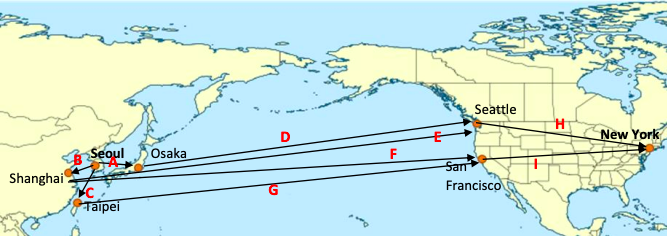 Seattle
H
D
E
New York
Seoul
B
A
Osaka
F
I
Shanghai
San
Francisco
C
G
Taipei